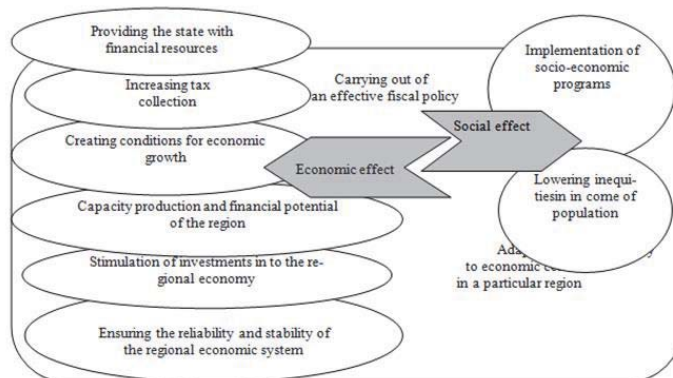 Providing the state with
financial resources
Increasing tax
collection
Creating conditions for economic
growth
Capacity production and financial potential
of the region
Stimulation of investments in to the re-
gional economy
Ensuring the reliability and stability of
the regional economic system
Carrying out of
an effective fiscal policy
Economic effect
Social effect
Implementation of
socio-economic
programs
Lowering inequi-
tiesin in come of
population
to economic
in a particular region